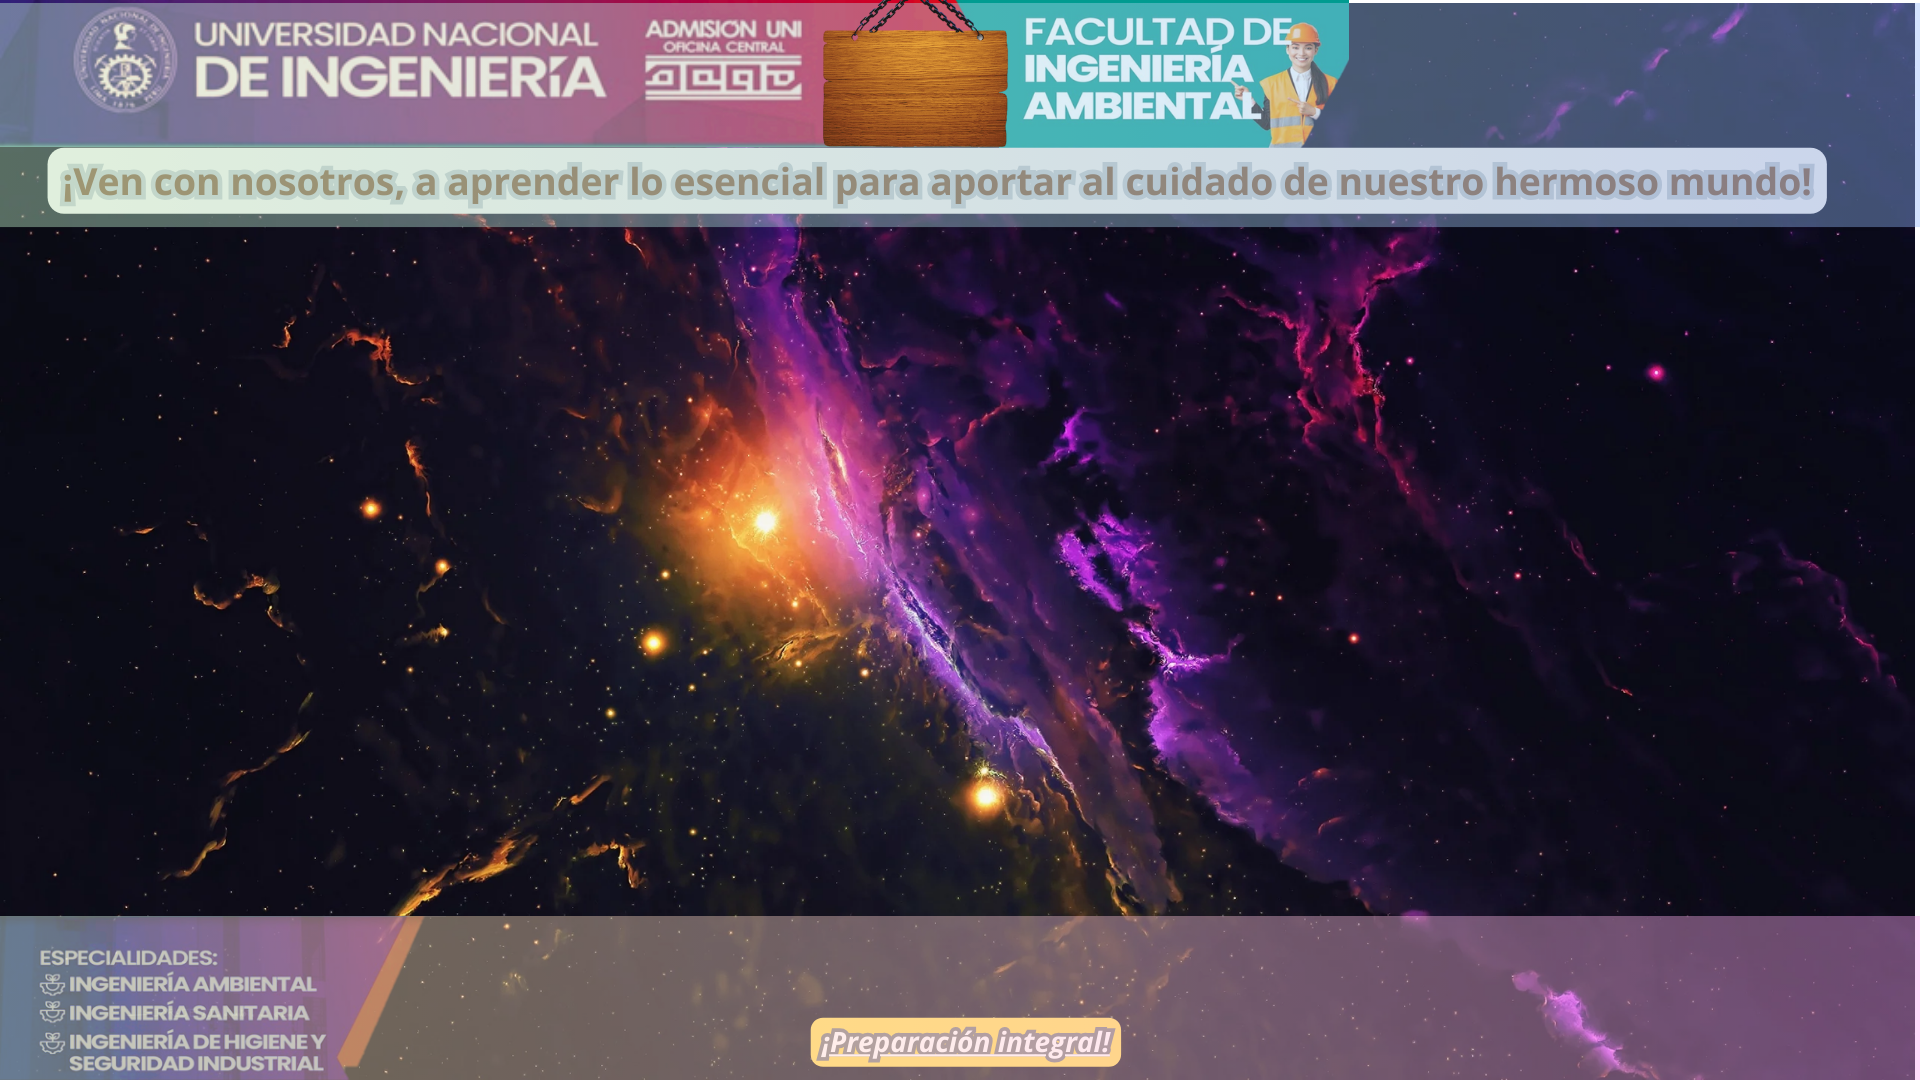 UNIVERSIDAD NACIONAL
DE INGENIERÍA
ADMISIÓN UNI
OFICINA CENTRAL
FACULTAD DE
INGENIERÍA
AMBIENTAL
¡Ven con nosotros, a aprender lo esencial para aportar al cuidado de nuestro hermoso mundo!
ESPECIALIDADES:
INGENIERÍA AMBIENTAL
INGENIERÍA SANITARIA
INGENIERÍA DE HIGIENE Y
SEGURIDAD INDUSTRIAL
¡Preparación integral!